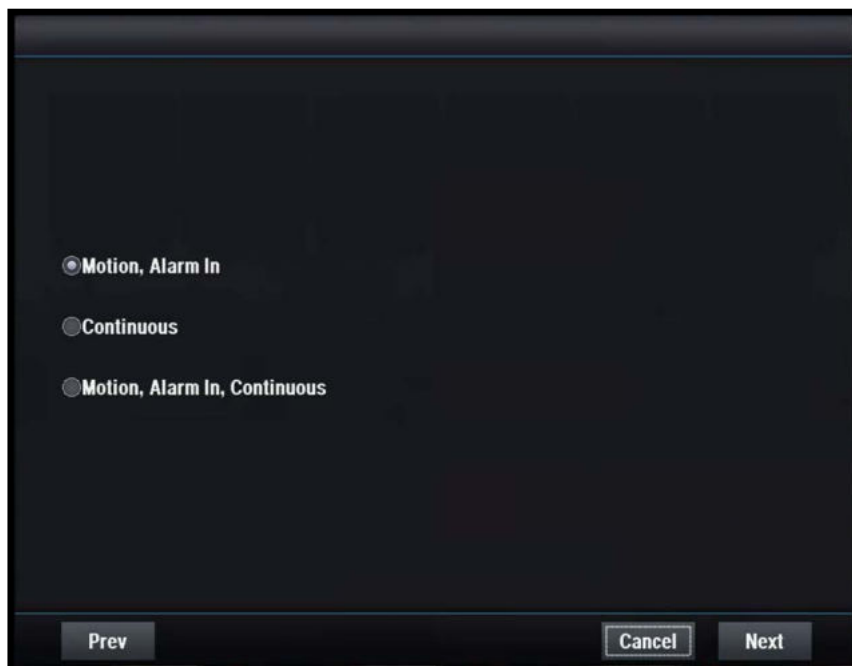 Motion, Alarm In
Continuous
Motion, Alarm In, Continuous
Prev
Cancel
Next